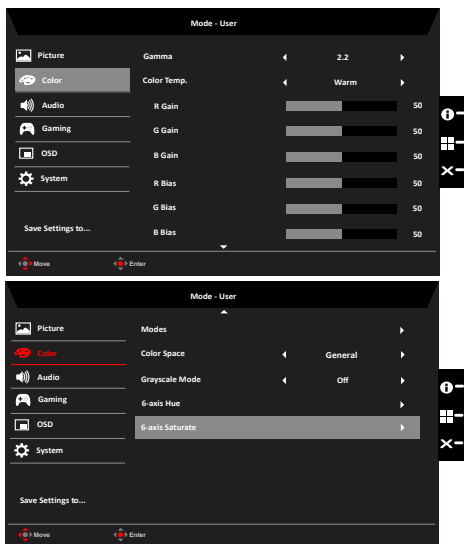 Mode - User
Picture Gamma 2.2
Color Color Temp. Warm
Audio R Gain 50
Gaming G Gain 50
OSD B Gain 50
System R Bias 50
G Bias 50
Save Settings to... B Bias 50
Move Enter
Mode - User
Picture Modes
Color Color Space General
Audio Grayscale Mode Off
Gaming 6-axis Hue
OSD 6-axis Saturate
System
Save Settings to...
Move Enter